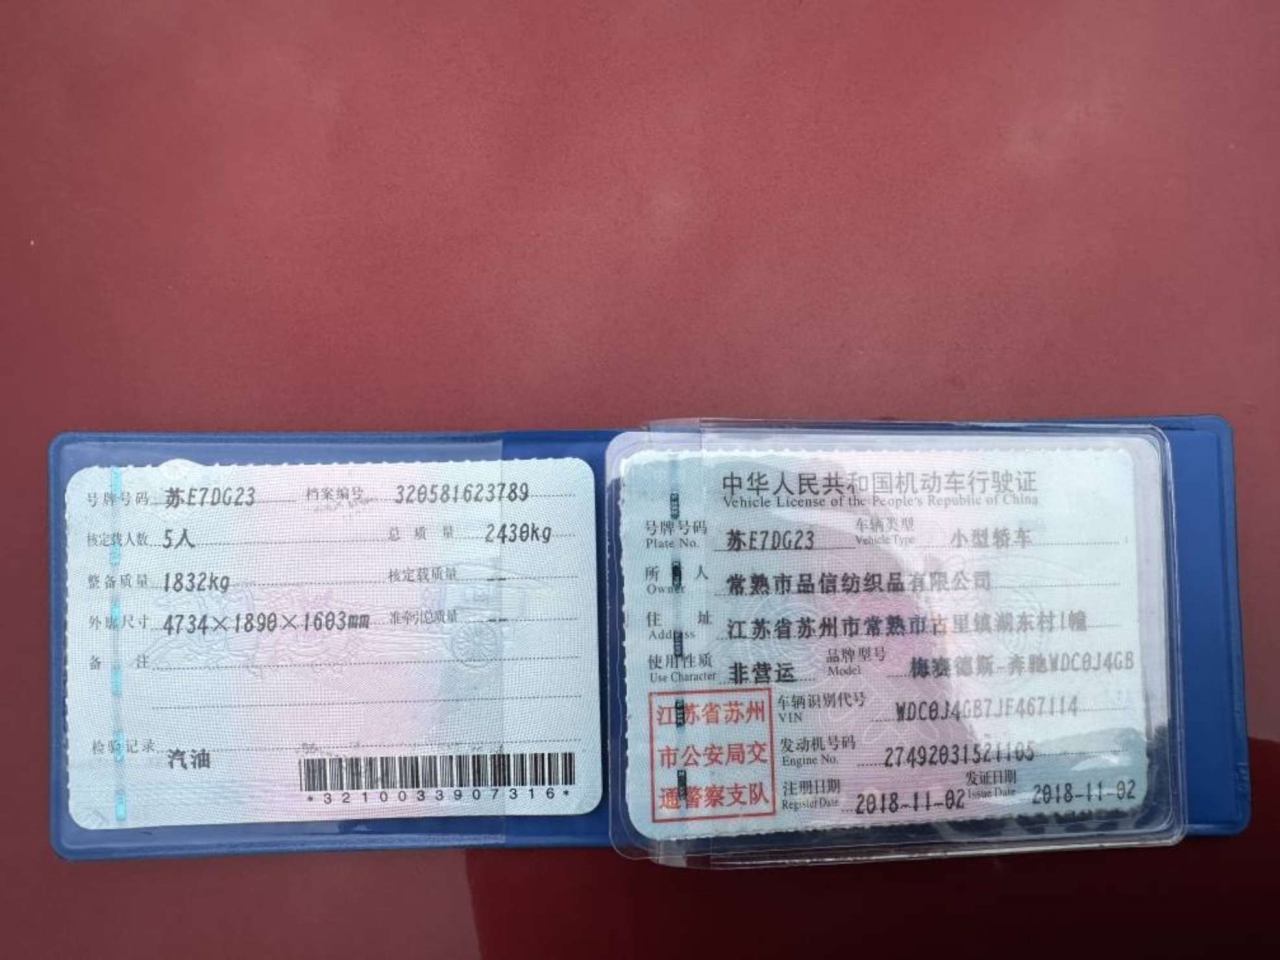 号牌号码 苏E7DG23 档案编号 320581623789
核定载人数 5人 总质量 2430kg
整备质量 1832kg 核定载质量 --
外廓尺寸 4734×1890×1603mm 准牵引总质量 --
备注
检验记录 汽油
*3210033907316*
中华人民共和国机动车行驶证
Vehicle License of the People's Republic of China
号牌号码 苏E7DG23 车辆类型 小型轿车
Plate No. Vehicle Type
所有人 常熟市品信纺织品有限公司
Owner
住址 江苏省苏州市常熟市古里镇湖东村1幢
Address
使用性质 非营运 品牌型号 梅赛德斯-奔驰WDC0J4GB
Use Character Model
江苏省苏州
市公安局交
通警察支队
车辆识别代号 WDC0J4GB7JF467114
VIN
发动机号码 27492031521105
Engine No.
注册日期 2018-11-02 发证日期 2018-11-02
Register Date Issue Date